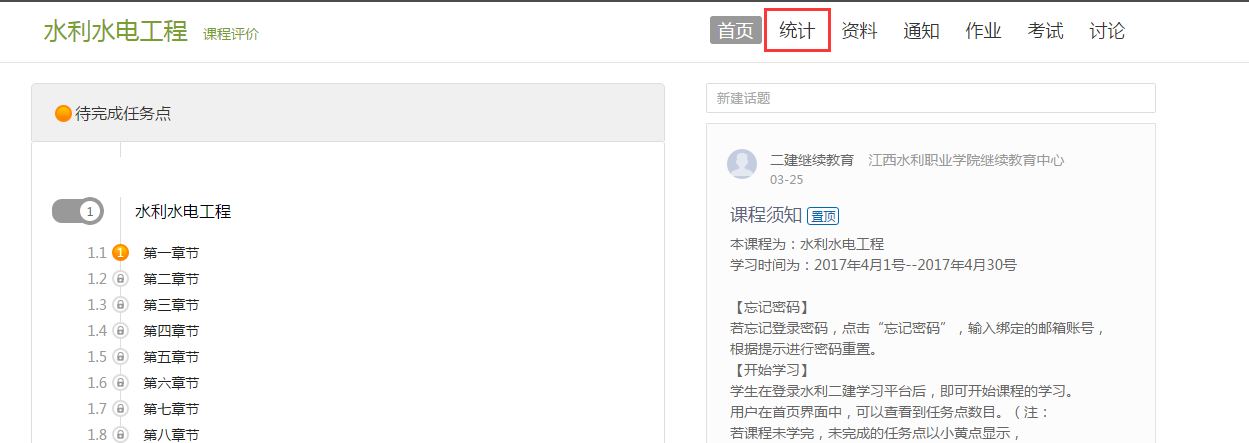 水利水电工程 课程评价
首页 统计 资料 通知 作业 考试 讨论
待完成任务点
1 水利水电工程
1.1 1 第一章节
1.2 第二章节
1.3 第三章节
1.4 第四章节
1.5 第五章节
1.6 第六章节
1.7 第七章节
1.8 第八章节
新建话题
二建继续教育 江西水利职业学院继续教育中心
03-25
课程须知 置顶
本课程为：水利水电工程
学习时间为：2017年4月1号--2017年4月30号
【忘记密码】
若忘记登录密码，点击“忘记密码”，输入绑定的邮箱账号，
根据提示进行密码重置。
【开始学习】
学生在登录水利二建学习平台后，即可开始课程的学习。
用户在首页界面中，可以查看到任务点数目。（注：
若课程未学完，未完成的任务点以小黄点显示，